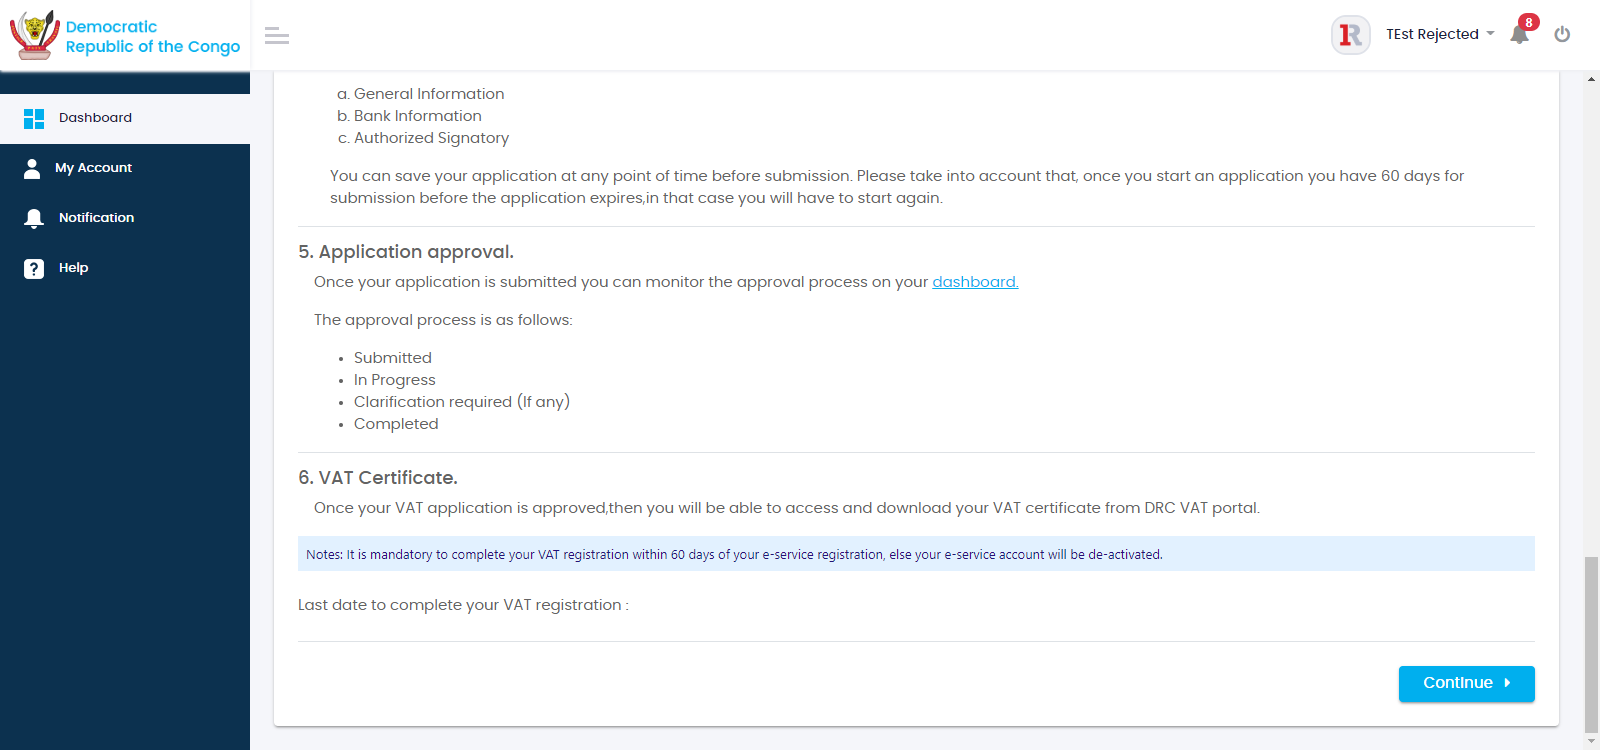 Democratic
Republic of the Congo
1R
TEst Rejected
8
Dashboard
My Account
Notification
Help
a. General Information
b. Bank Information
c. Authorized Signatory
You can save your application at any point of time before submission. Please take into account that, once you start an application you have 60 days for
submission before the application expires,in that case you will have to start again.
5. Application approval.
Once your application is submitted you can monitor the approval process on your dashboard.
The approval process is as follows:
• Submitted
• In Progress
• Clarification required (If any)
• Completed
6. VAT Certificate.
Once your VAT application is approved,then you will be able to access and download your VAT certificate from DRC VAT portal.
Notes: It is mandatory to complete your VAT registration within 60 days of your e-service registration, else your e-service account will be de-activated.
Last date to complete your VAT registration :
Continue